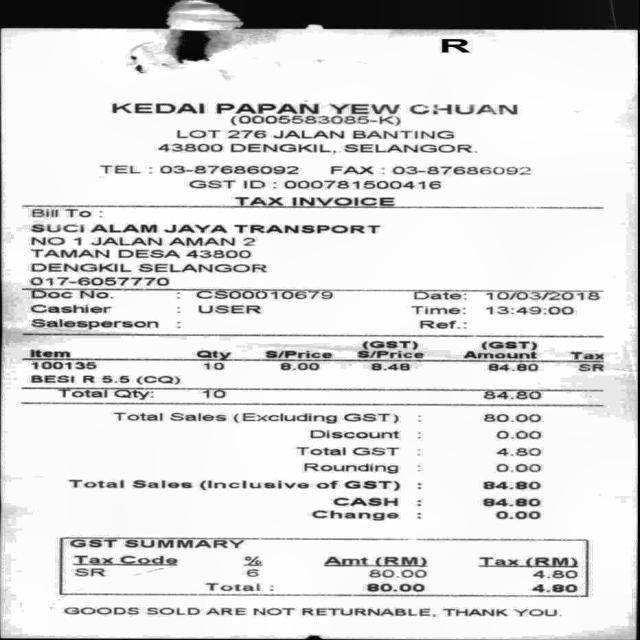 R
KEDAI PAPAN YEW CHUAN
(0005583085-K)
LOT 276 JALAN BANTING
43800 DENGKIL, SELANGOR.
TEL : 03-87686092 FAX : 03-87686092
GST ID : 000781500416
TAX INVOICE
Bill To :
SUCI ALAM JAYA TRANSPORT
NO 1 JALAN AMAN 2
TAMAN DESA 43800
DENGKIL SELANGOR
017-6057770
Doc No. : CS00010679 Date: 10/03/2018
Cashier : USER Time: 13:49:00
Salesperson : Ref.:
(GST) (GST)
Item Qty S/Price S/Price Amount Tax
100135 10 8.00 8.48 84.80 SR
BESI R 5.5 (CQ)
Total Qty: 10 84.80
Total Sales (Excluding GST) : 80.00
Discount : 0.00
Total GST : 4.80
Rounding : 0.00
Total Sales (Inclusive of GST) : 84.80
CASH : 84.80
Change : 0.00
GST SUMMARY
Tax Code % Amt (RM) Tax (RM)
SR 6 80.00 4.80
Total : 80.00 4.80
GOODS SOLD ARE NOT RETURNABLE, THANK YOU.